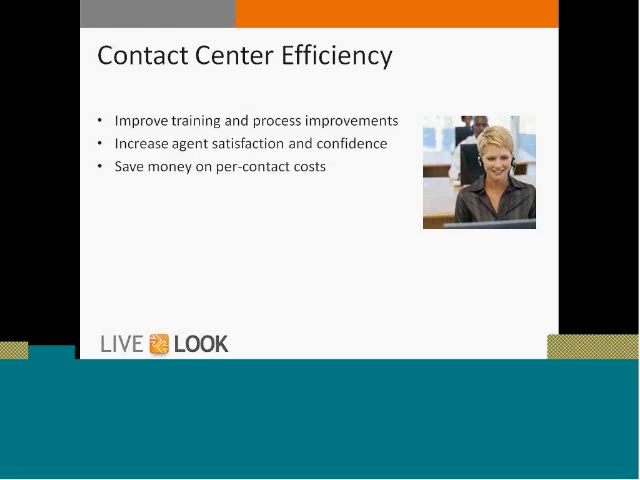 Contact Center Efficiency
• Improve training and process improvements
• Increase agent satisfaction and confidence
• Save money on per-contact costs
LIVE LOOK